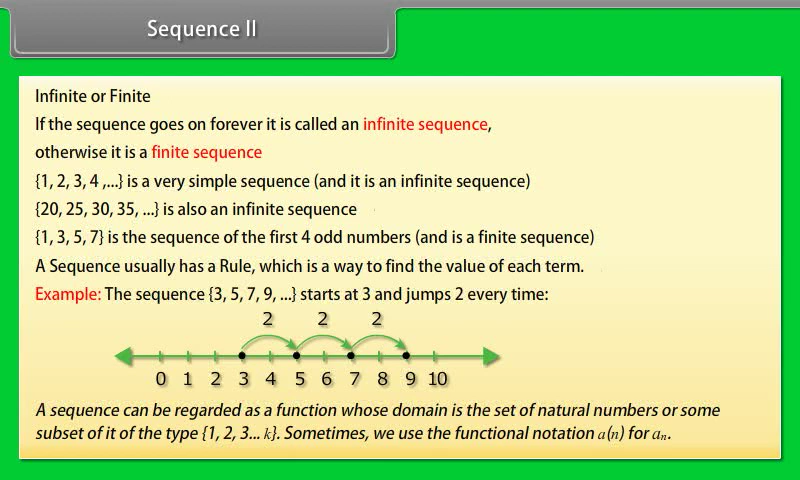 Sequence II
Infinite or Finite
If the sequence goes on forever it is called an infinite sequence,
otherwise it is a finite sequence
{1, 2, 3, 4 ,...} is a very simple sequence (and it is an infinite sequence)
{20, 25, 30, 35, ...} is also an infinite sequence
{1, 3, 5, 7} is the sequence of the first 4 odd numbers (and is a finite sequence)
A Sequence usually has a Rule, which is a way to find the value of each term.
Example: The sequence {3, 5, 7, 9, ...} starts at 3 and jumps 2 every time:
2 2 2
0 1 2 3 4 5 6 7 8 9 10
A sequence can be regarded as a function whose domain is the set of natural numbers or some
subset of it of the type {1, 2, 3... k}. Sometimes, we use the functional notation a(n) for aₙ.